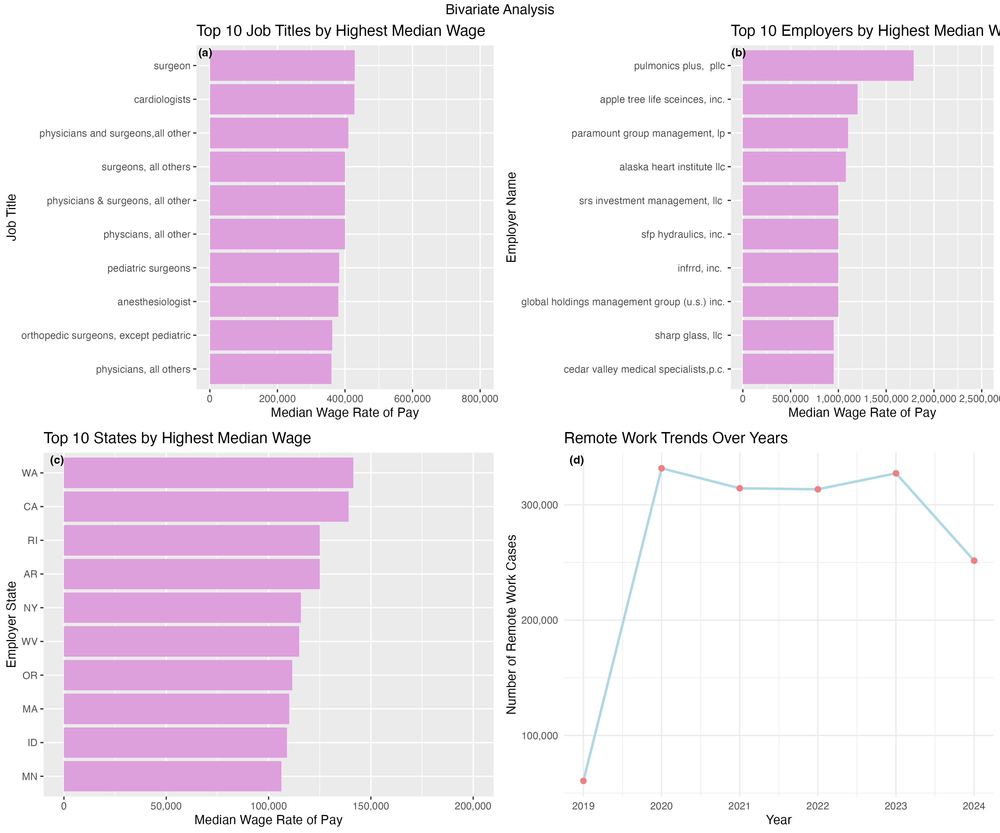 Bivariate Analysis
Top 10 Job Titles by Highest Median Wage
(a)
Job Title
surgeon
cardiologists
physicians and surgeons,all other
surgeons, all others
physicians & surgeons, all other
physcians, all other
pediatric surgeons
anesthesiologist
orthopedic surgeons, except pediatric
physicians, all others
0 200,000 400,000 600,000 800,000
Median Wage Rate of Pay
Top 10 Employers by Highest Median W
(b)
Employer Name
pulmonics plus,  pllc
apple tree life sceinces, inc.
paramount group management, lp
alaska heart institute llc
srs investment management, llc
sfp hydraulics, inc.
infrrd, inc.
global holdings management group (u.s.) inc.
sharp glass, llc
cedar valley medical specialists,p.c.
0 500,000 1,000,000 1,500,000 2,000,000 2,500,00
Median Wage Rate of Pay
Top 10 States by Highest Median Wage
(c)
Employer State
WA
CA
RI
AR
NY
WV
OR
MA
ID
MN
0 50,000 100,000 150,000 200,000
Median Wage Rate of Pay
Remote Work Trends Over Years
(d)
Number of Remote Work Cases
300,000
200,000
100,000
2019 2020 2021 2022 2023 2024
Year